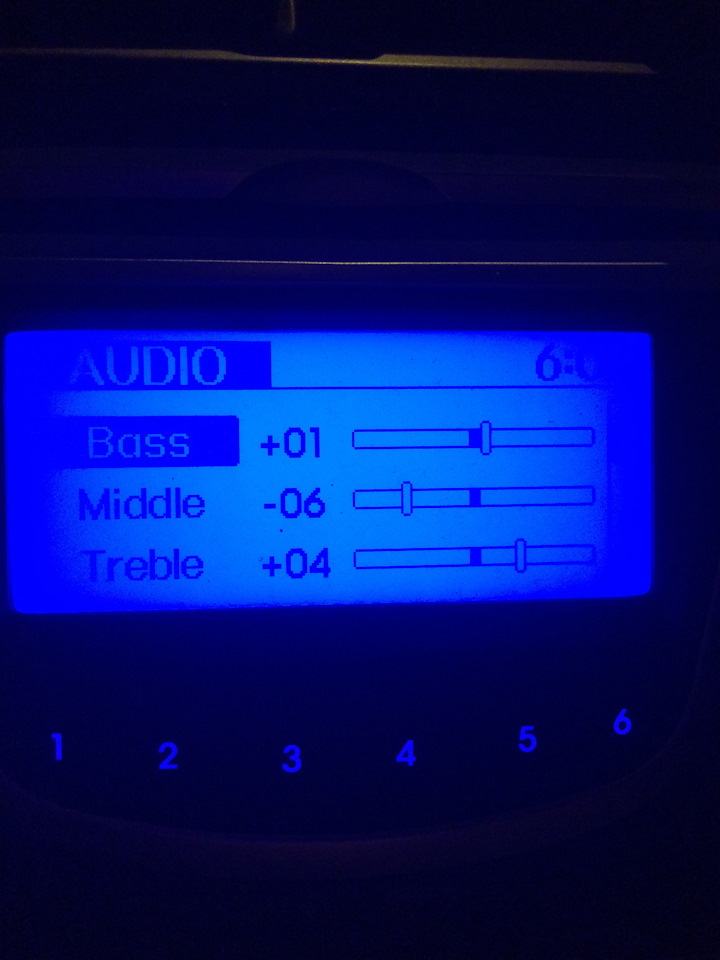 AUDIO
Bass +01
Middle -06
Treble +04
1 2 3 4 5 6